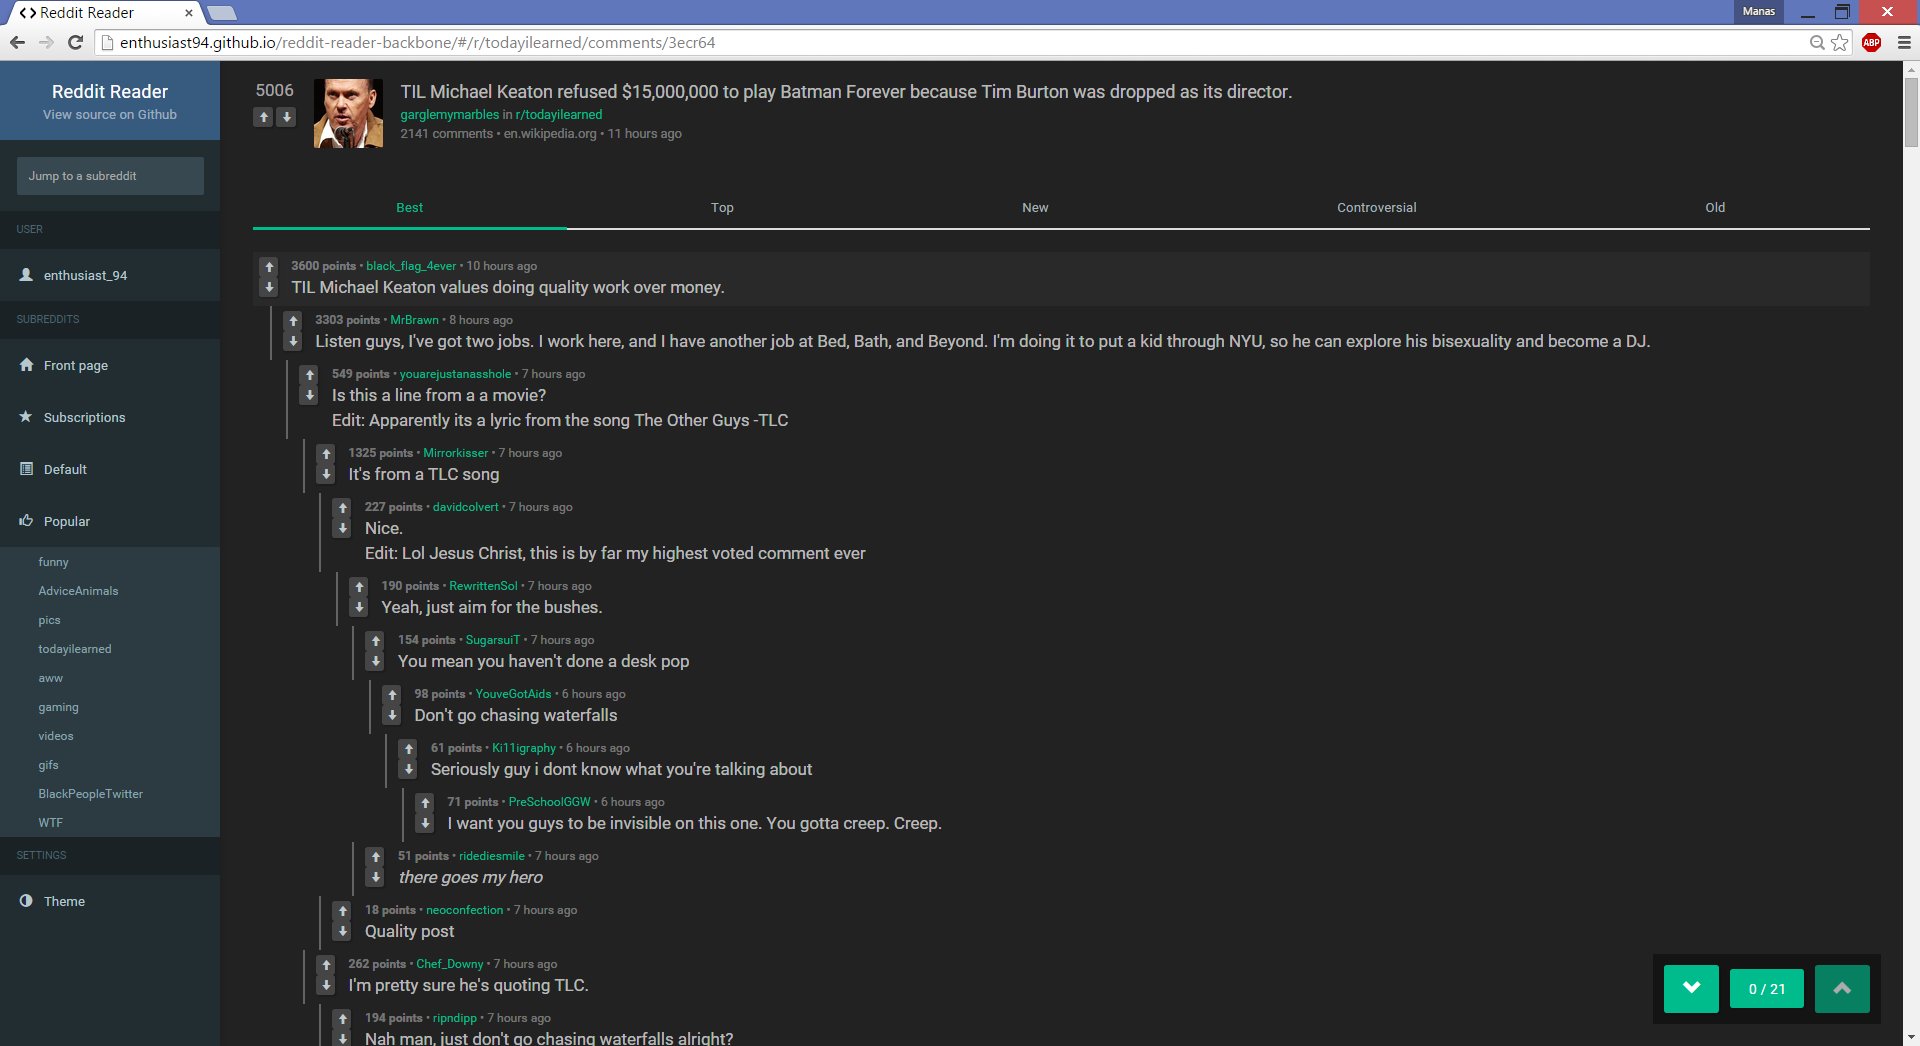 Reddit Reader
Manas
enthusiast94.github.io/reddit-reader-backbone/#/r/todayilearned/comments/3ecr64
ABP
Reddit Reader
View source on Github
Jump to a subreddit
USER
enthusiast_94
SUBREDDITS
Front page
Subscriptions
Default
Popular
funny
AdviceAnimals
pics
todayilearned
aww
gaming
videos
gifs
BlackPeopleTwitter
WTF
SETTINGS
Theme
5006
TIL Michael Keaton refused $15,000,000 to play Batman Forever because Tim Burton was dropped as its director.
garglemymarbles in r/todayilearned
2141 comments • en.wikipedia.org • 11 hours ago
Best Top New Controversial Old
3600 points • black_flag_4ever • 10 hours ago
TIL Michael Keaton values doing quality work over money.
3303 points • MrBrawn • 8 hours ago
Listen guys, I've got two jobs. I work here, and I have another job at Bed, Bath, and Beyond. I'm doing it to put a kid through NYU, so he can explore his bisexuality and become a DJ.
549 points • youarejustanasshole • 7 hours ago
Is this a line from a a movie?
Edit: Apparently its a lyric from the song The Other Guys -TLC
1325 points • Mirrorkisser • 7 hours ago
It's from a TLC song
227 points • davidcolvert • 7 hours ago
Nice.
Edit: Lol Jesus Christ, this is by far my highest voted comment ever
190 points • RewrittenSol • 7 hours ago
Yeah, just aim for the bushes.
154 points • SugarsuiT • 7 hours ago
You mean you haven't done a desk pop
98 points • YouveGotAids • 6 hours ago
Don't go chasing waterfalls
61 points • Ki11igraphy • 6 hours ago
Seriously guy i dont know what you're talking about
71 points • PreSchoolGGW • 6 hours ago
I want you guys to be invisible on this one. You gotta creep. Creep.
51 points • ridediesmile • 7 hours ago
there goes my hero
18 points • neoconfection • 7 hours ago
Quality post
262 points • Chef_Downy • 7 hours ago
I'm pretty sure he's quoting TLC.
194 points • ripndipp • 7 hours ago
Nah man, just don't go chasing waterfalls alright?
0 / 21